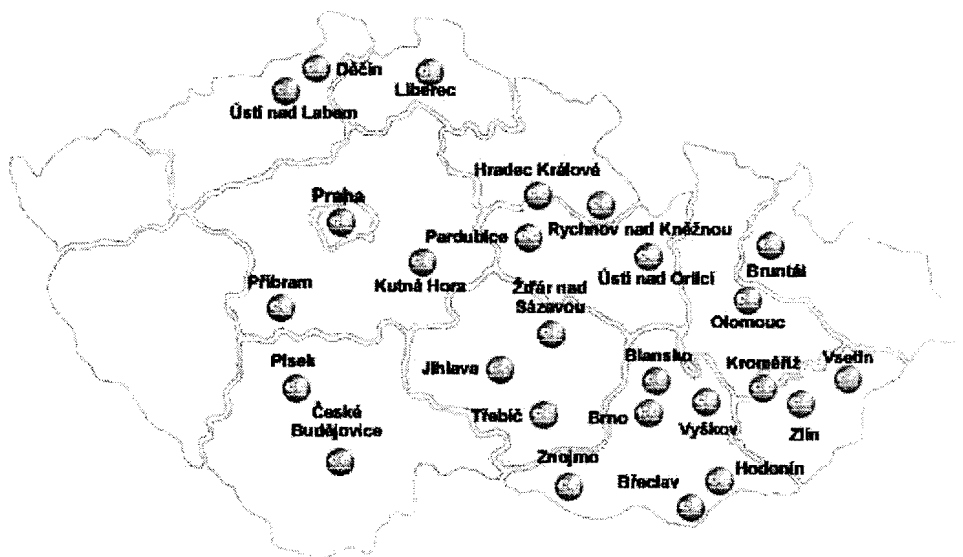 Děčín
Liberec
Ústí nad Labem
Hradec Králové
Praha
Rychnov nad Kněžnou
Pardubice
Bruntál
Kutná Hora
Ústí nad Orlicí
Příbram
Žďár nad
Sázavou
Olomouc
Písek
Jihlava
Blansko
Kroměříž
Vsetín
České
Budějovice
Třebíč
Brno
Vyškov
Zlín
Znojmo
Břeclav
Hodonín